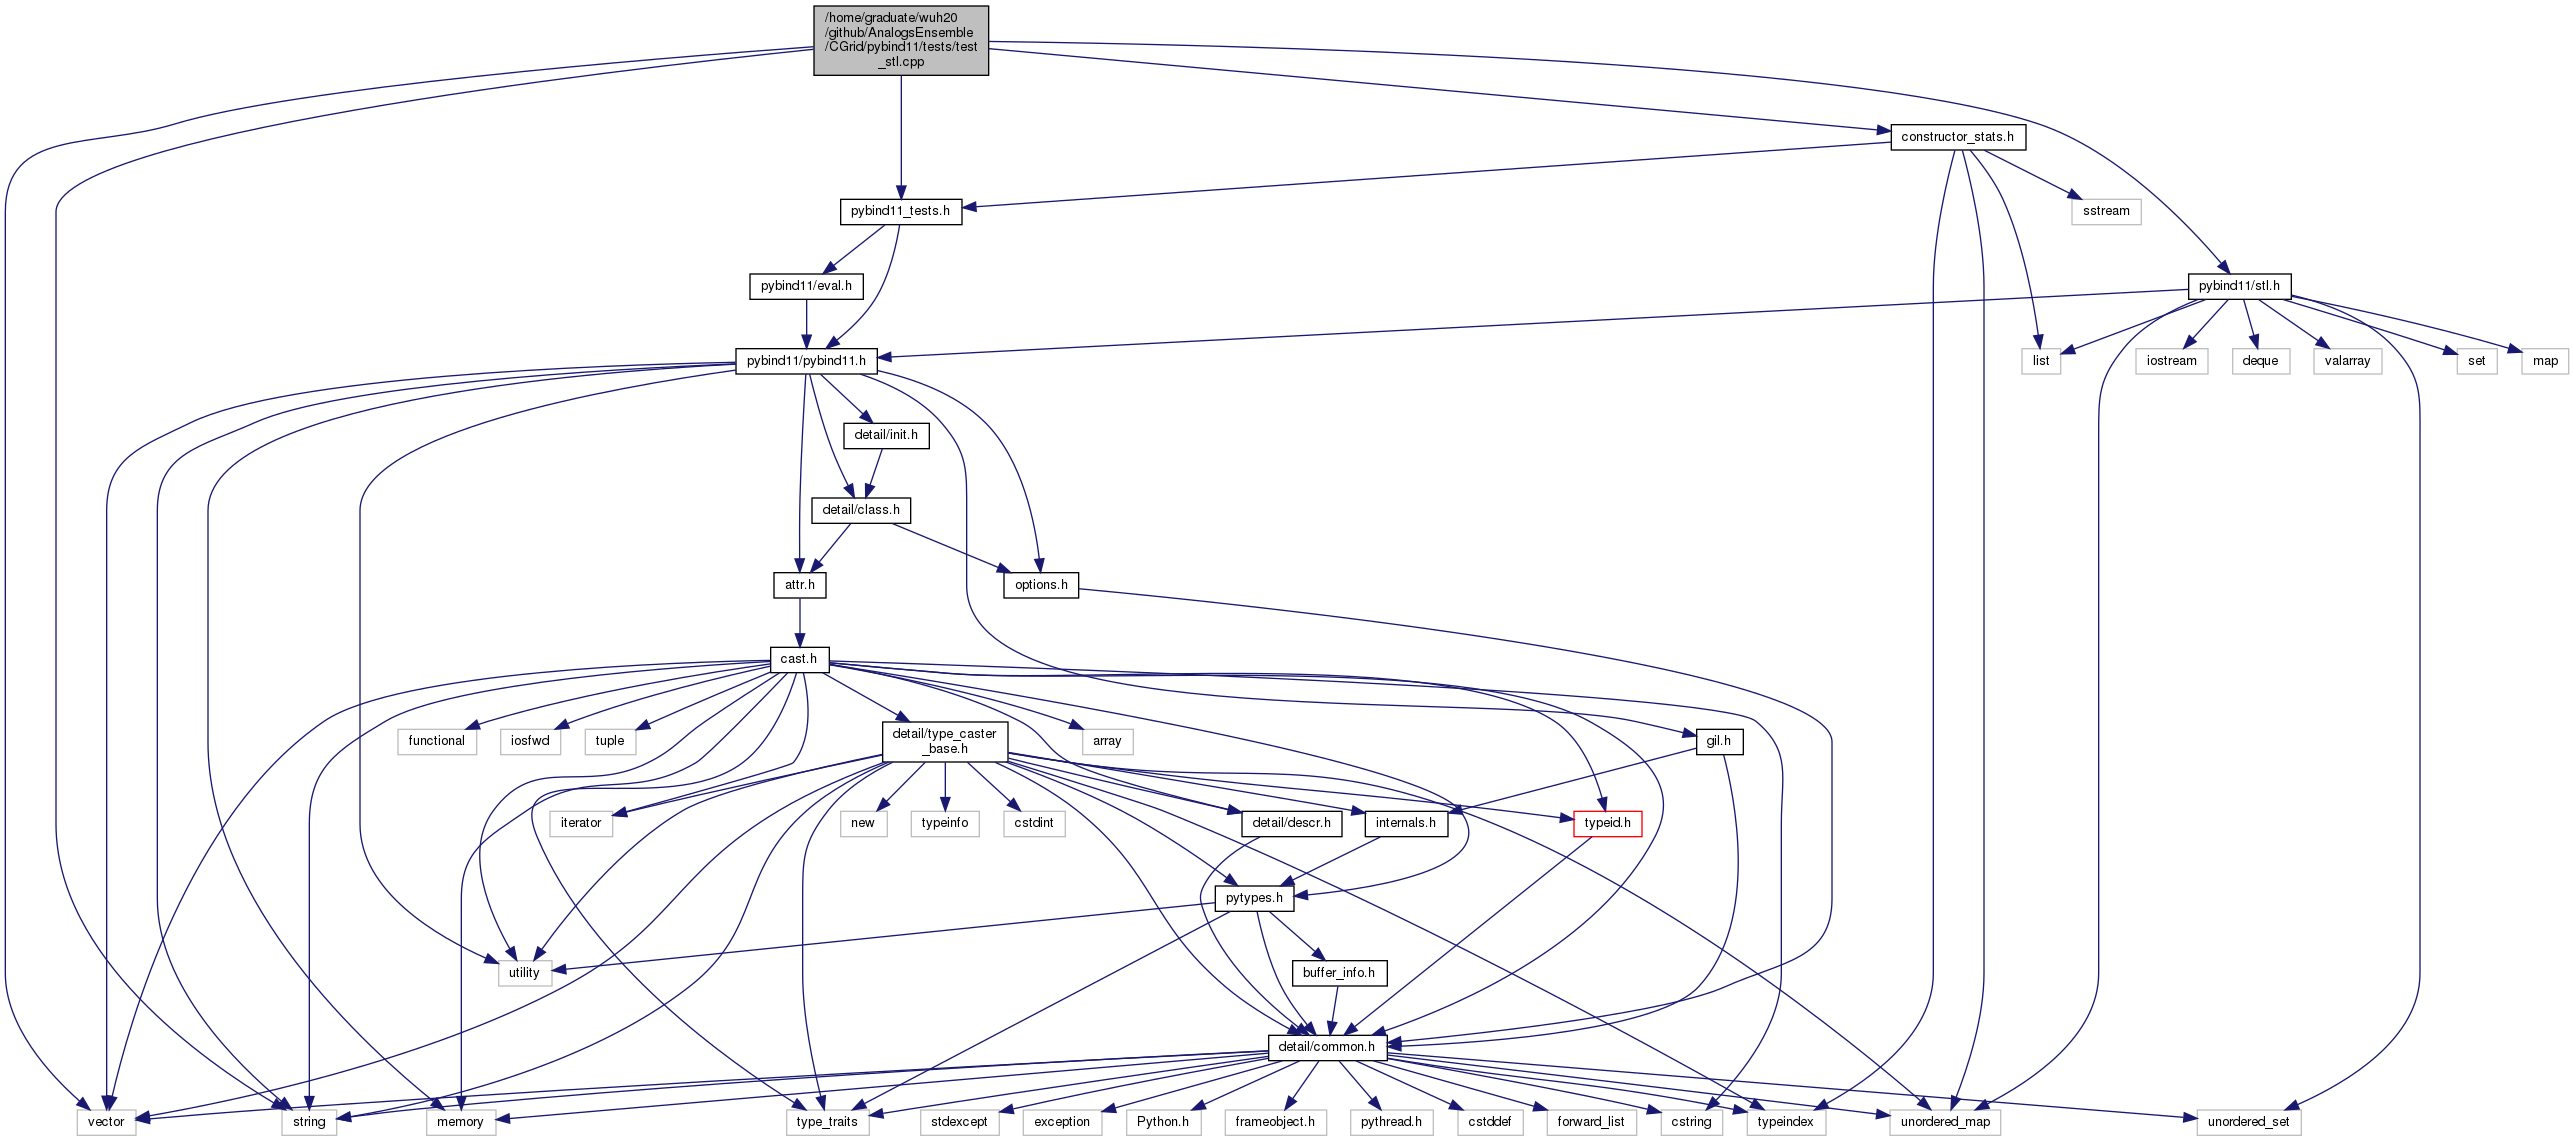 /home/graduate/wuh20
/github/AnalogsEnsemble
/CGrid/pybind11/tests/test
_stl.cpp
constructor_stats.h
pybind11_tests.h
sstream
pybind11/eval.h
pybind11/stl.h
pybind11/pybind11.h
list
iostream
deque
valarray
set
map
detail/init.h
detail/class.h
attr.h
options.h
cast.h
functional
iosfwd
tuple
detail/type_caster
_base.h
array
gil.h
iterator
new
typeinfo
cstdint
detail/descr.h
internals.h
typeid.h
pytypes.h
utility
buffer_info.h
detail/common.h
vector
string
memory
type_traits
stdexcept
exception
Python.h
frameobject.h
pythread.h
cstddef
forward_list
cstring
typeindex
unordered_map
unordered_set